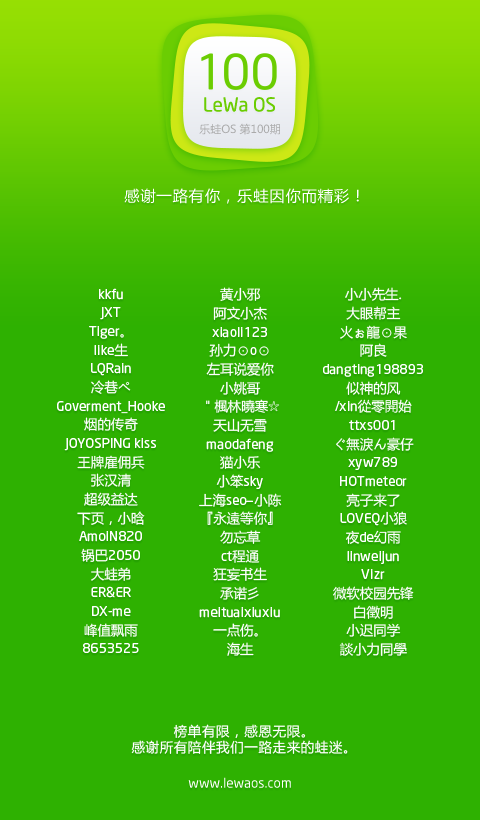 100
LeWa OS
乐蛙OS 第100期
感谢一路有你，乐蛙因你而精彩！
kkfu 黄小邪 小小先生.
JXT 阿文小杰 大眼帮主
TIger。 xiaoli123 火ぉ龍⊙果
like生 孙力⊙o⊙ 阿良
LQRain 左耳说爱你 dangting198893
冷巷ペ 小姚哥 似神的风
Goverment_Hooke " 楓林曉寒☆ /xin從零開始
烟的传奇 天山无雪 ttxs001
JOYOSPING kiss maodafeng ぐ無淚ん豪仔
王牌雇佣兵 猫小乐 xyw789
张汉清 小笨sky HOTmeteor
超级益达 上海seo-小陈 亮子来了
下页，小晗 『永遠等你』 LOVEQ小狼
AmoiN820 勿忘草 夜de幻雨
锅巴2050 ct程通 linweijun
大蛙弟 狂妄书生 Vizr
ER&ER 承诺彡 微软校园先锋
DX-me meituaixiuxiu 白徵明
峰值飘雨 一点伤。 小迟同学
8653525 海生 談小力同學
榜单有限，感恩无限。
感谢所有陪伴我们一路走来的蛙迷。
www.lewaos.com